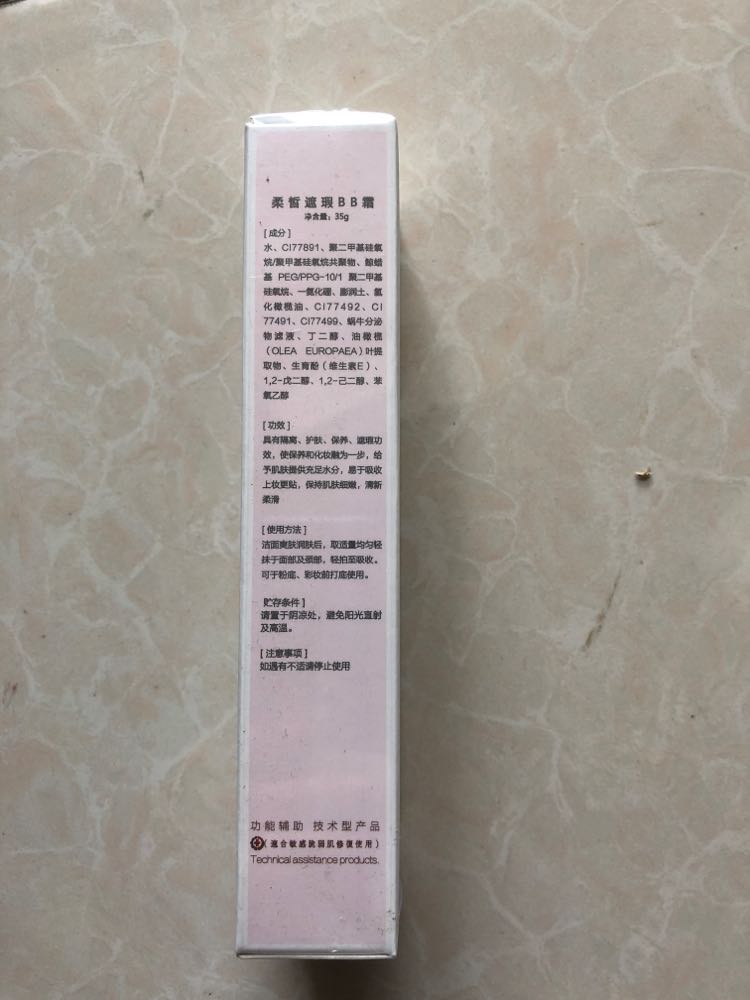 柔皙遮瑕BB霜
净含量：35g
[成分]
水、CI77891、聚二甲基硅氧
烷/聚甲基硅氧烷共聚物、鲸蜡
基 PEG/PPG-10/1 聚二甲基
硅氧烷、一氮化硼、膨润土、氢
化橄榄油、CI77492、CI
77491、CI77499、蜗牛分泌
物滤液、丁二醇、油橄榄
（OLEA EUROPAEA）叶提
取物、生育酚（维生素E）、
1,2-戊二醇、1,2-己二醇、苯
氧乙醇
[功效]
具有隔离、护肤、保养、遮瑕功
效，使保养和化妆融为一步，给
予肌肤提供充足水分，易于吸收
上妆更贴，保持肌肤细嫩，清新
柔滑
[使用方法]
洁面爽肤润肤后，取适量均匀轻
抹于面部及颈部，轻拍至吸收。
可于粉底、彩妆前打底使用。
贮存条件]
请置于阴凉处，避免阳光直射
及高温。
[注意事项]
如遇有不适请停止使用
功能辅助 技术型产品
（適合敏感脆弱肌修復使用）
Technical assistance products.